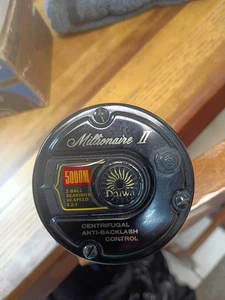 Millionaire II
5000M
2-BALL
BEARINGS
HI-SPEED
5.2:1
Daiwa
CENTRIFUGAL
ANTI-BACKLASH
CONTROL